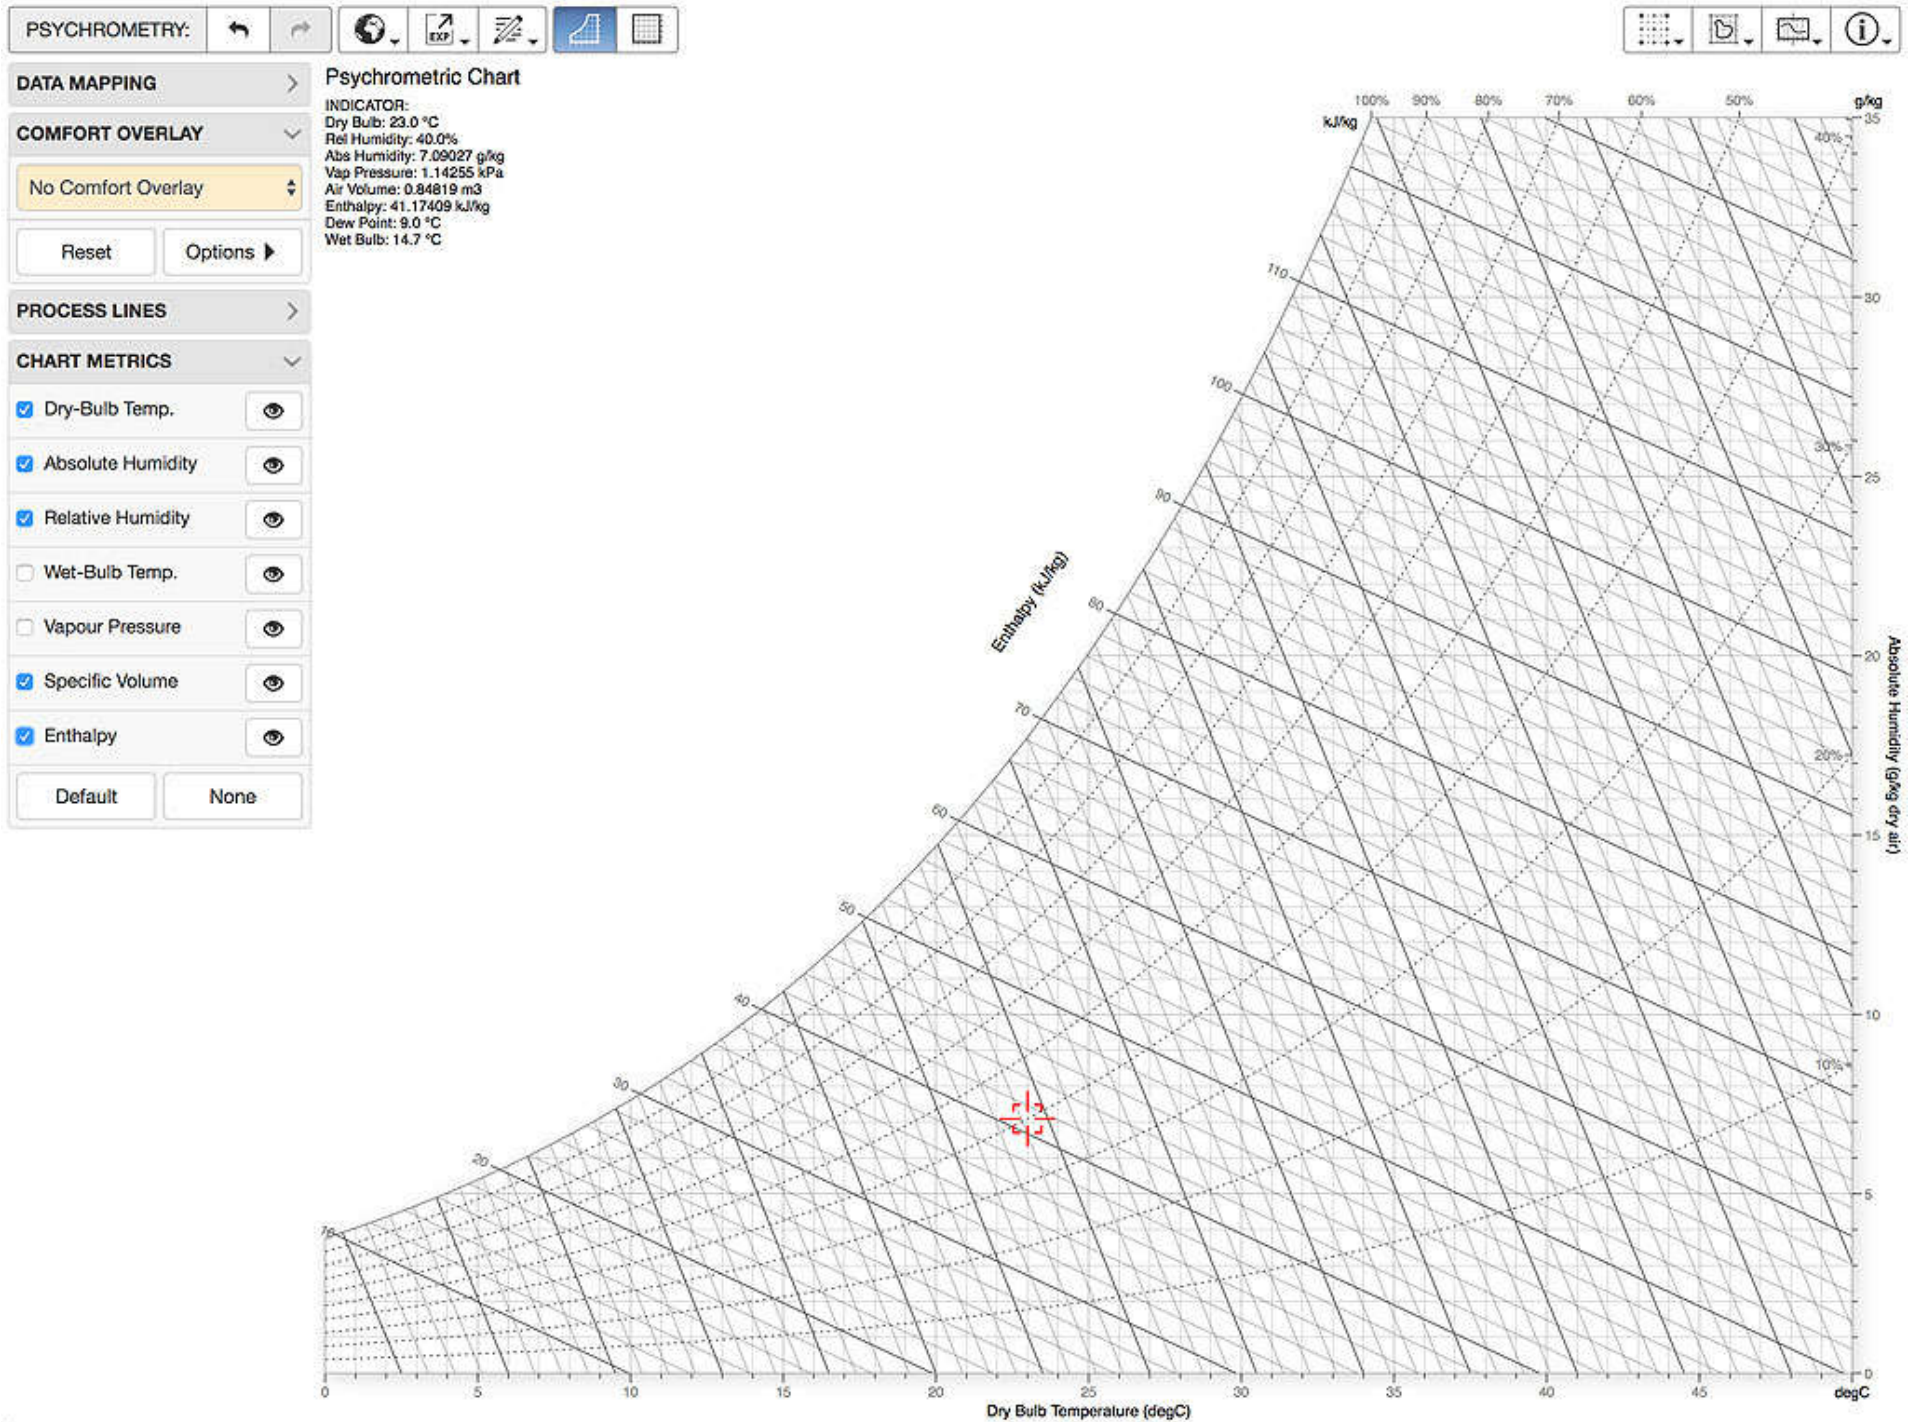 PSYCHROMETRY:
EXP
DATA MAPPING
COMFORT OVERLAY
No Comfort Overlay
Reset
Options
PROCESS LINES
CHART METRICS
Dry-Bulb Temp.
Absolute Humidity
Relative Humidity
Wet-Bulb Temp.
Vapour Pressure
Specific Volume
Enthalpy
Default
None
Psychrometric Chart
INDICATOR:
Dry Bulb: 23.0 °C
Rel Humidity: 40.0%
Abs Humidity: 7.09027 g/kg
Vap Pressure: 1.14255 kPa
Air Volume: 0.84819 m3
Enthalpy: 41.17409 kJ/kg
Dew Point: 9.0 °C
Wet Bulb: 14.7 °C
100% 90% 80% 70% 60% 50%
g/kg
kJ/kg
35
40%
30
110
100
30%
25
90
Enthalpy (kJ/kg)
80
20
Absolute Humidity (g/kg dry air)
70
20%
60
15
50
40
10
10%
30
20
5
10
0
0 5 10 15 20 25 30 35 40 45 degC
Dry Bulb Temperature (degC)